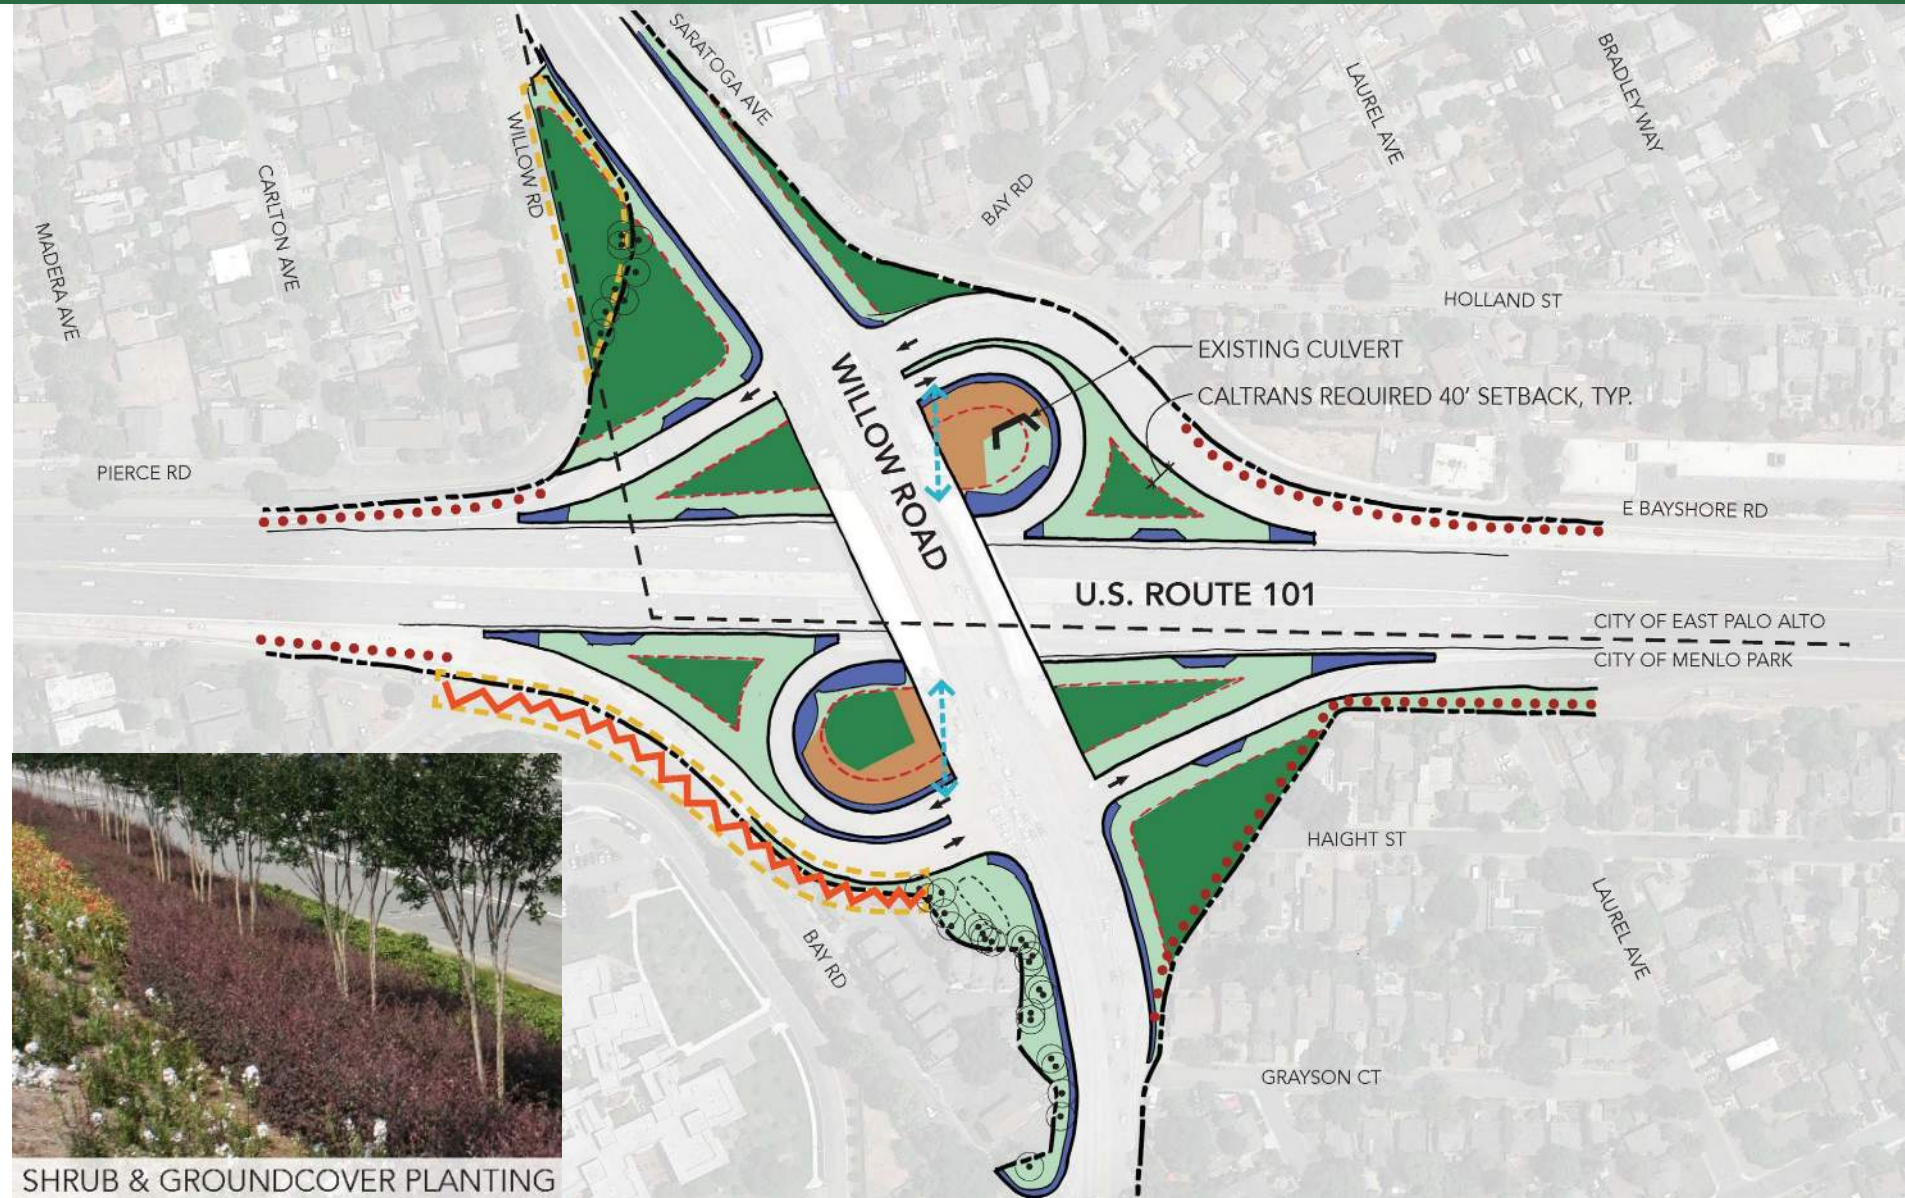 SARATOGA AVE
BRADLEY WAY
LAUREL AVE
WILLOW RD
CARLTON AVE
BAY RD
MADERA AVE
HOLLAND ST
EXISTING CULVERT
CALTRANS REQUIRED 40' SETBACK, TYP.
WILLOW ROAD
PIERCE RD
E BAYSHORE RD
U.S. ROUTE 101
CITY OF EAST PALO ALTO
CITY OF MENLO PARK
HAIGHT ST
LAUREL AVE
BAY RD
GRAYSON CT
SHRUB & GROUNDCOVER PLANTING